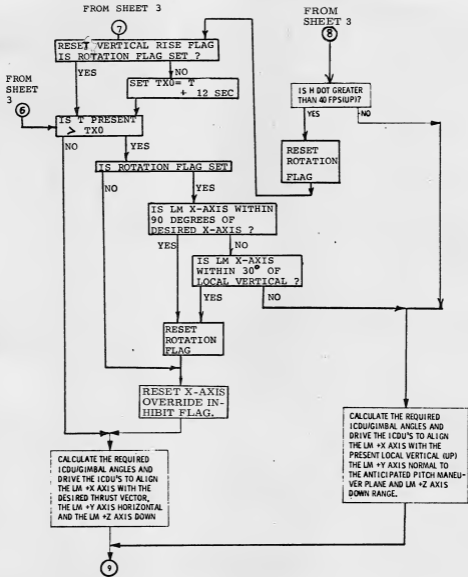 FROM SHEET 3
7
RESET VERTICAL RISE FLAG
IS ROTATION FLAG SET ?
YES
NO
SET TX0= T
+ 12 SEC
FROM
SHEET
3
6
IS T PRESENT
> TX0
NO
YES
IS ROTATION FLAG SET
NO
YES
IS LM X-AXIS WITHIN
90 DEGREES OF
DESIRED X-AXIS ?
YES
NO
IS LM X-AXIS
WITHIN 30° OF
LOCAL VERTICAL ?
YES
NO
RESET
ROTATION
FLAG
RESET X-AXIS
OVERRIDE IN-
HIBIT FLAG.
CALCULATE THE REQUIRED
ICDU/GIMBAL ANGLES AND
DRIVE THE ICDU'S TO ALIGN
THE LM +X AXIS WITH THE
DESIRED THRUST VECTOR,
THE LM +Y AXIS HORIZONTAL
AND THE LM +Z AXIS DOWN
9
FROM
SHEET 3
8
IS H DOT GREATER
THAN 40 FPS(UP)?
YES
NO
RESET
ROTATION
FLAG
CALCULATE THE REQUIRED
ICDU/GIMBAL ANGLES AND
DRIVE THE ICDU'S TO ALIGN
THE LM +X AXIS WITH THE
PRESENT LOCAL VERTICAL (UP)
THE LM +Y AXIS NORMAL TO
THE ANTICIPATED PITCH MANEU-
VER PLANE AND LM +Z AXIS
DOWN RANGE.